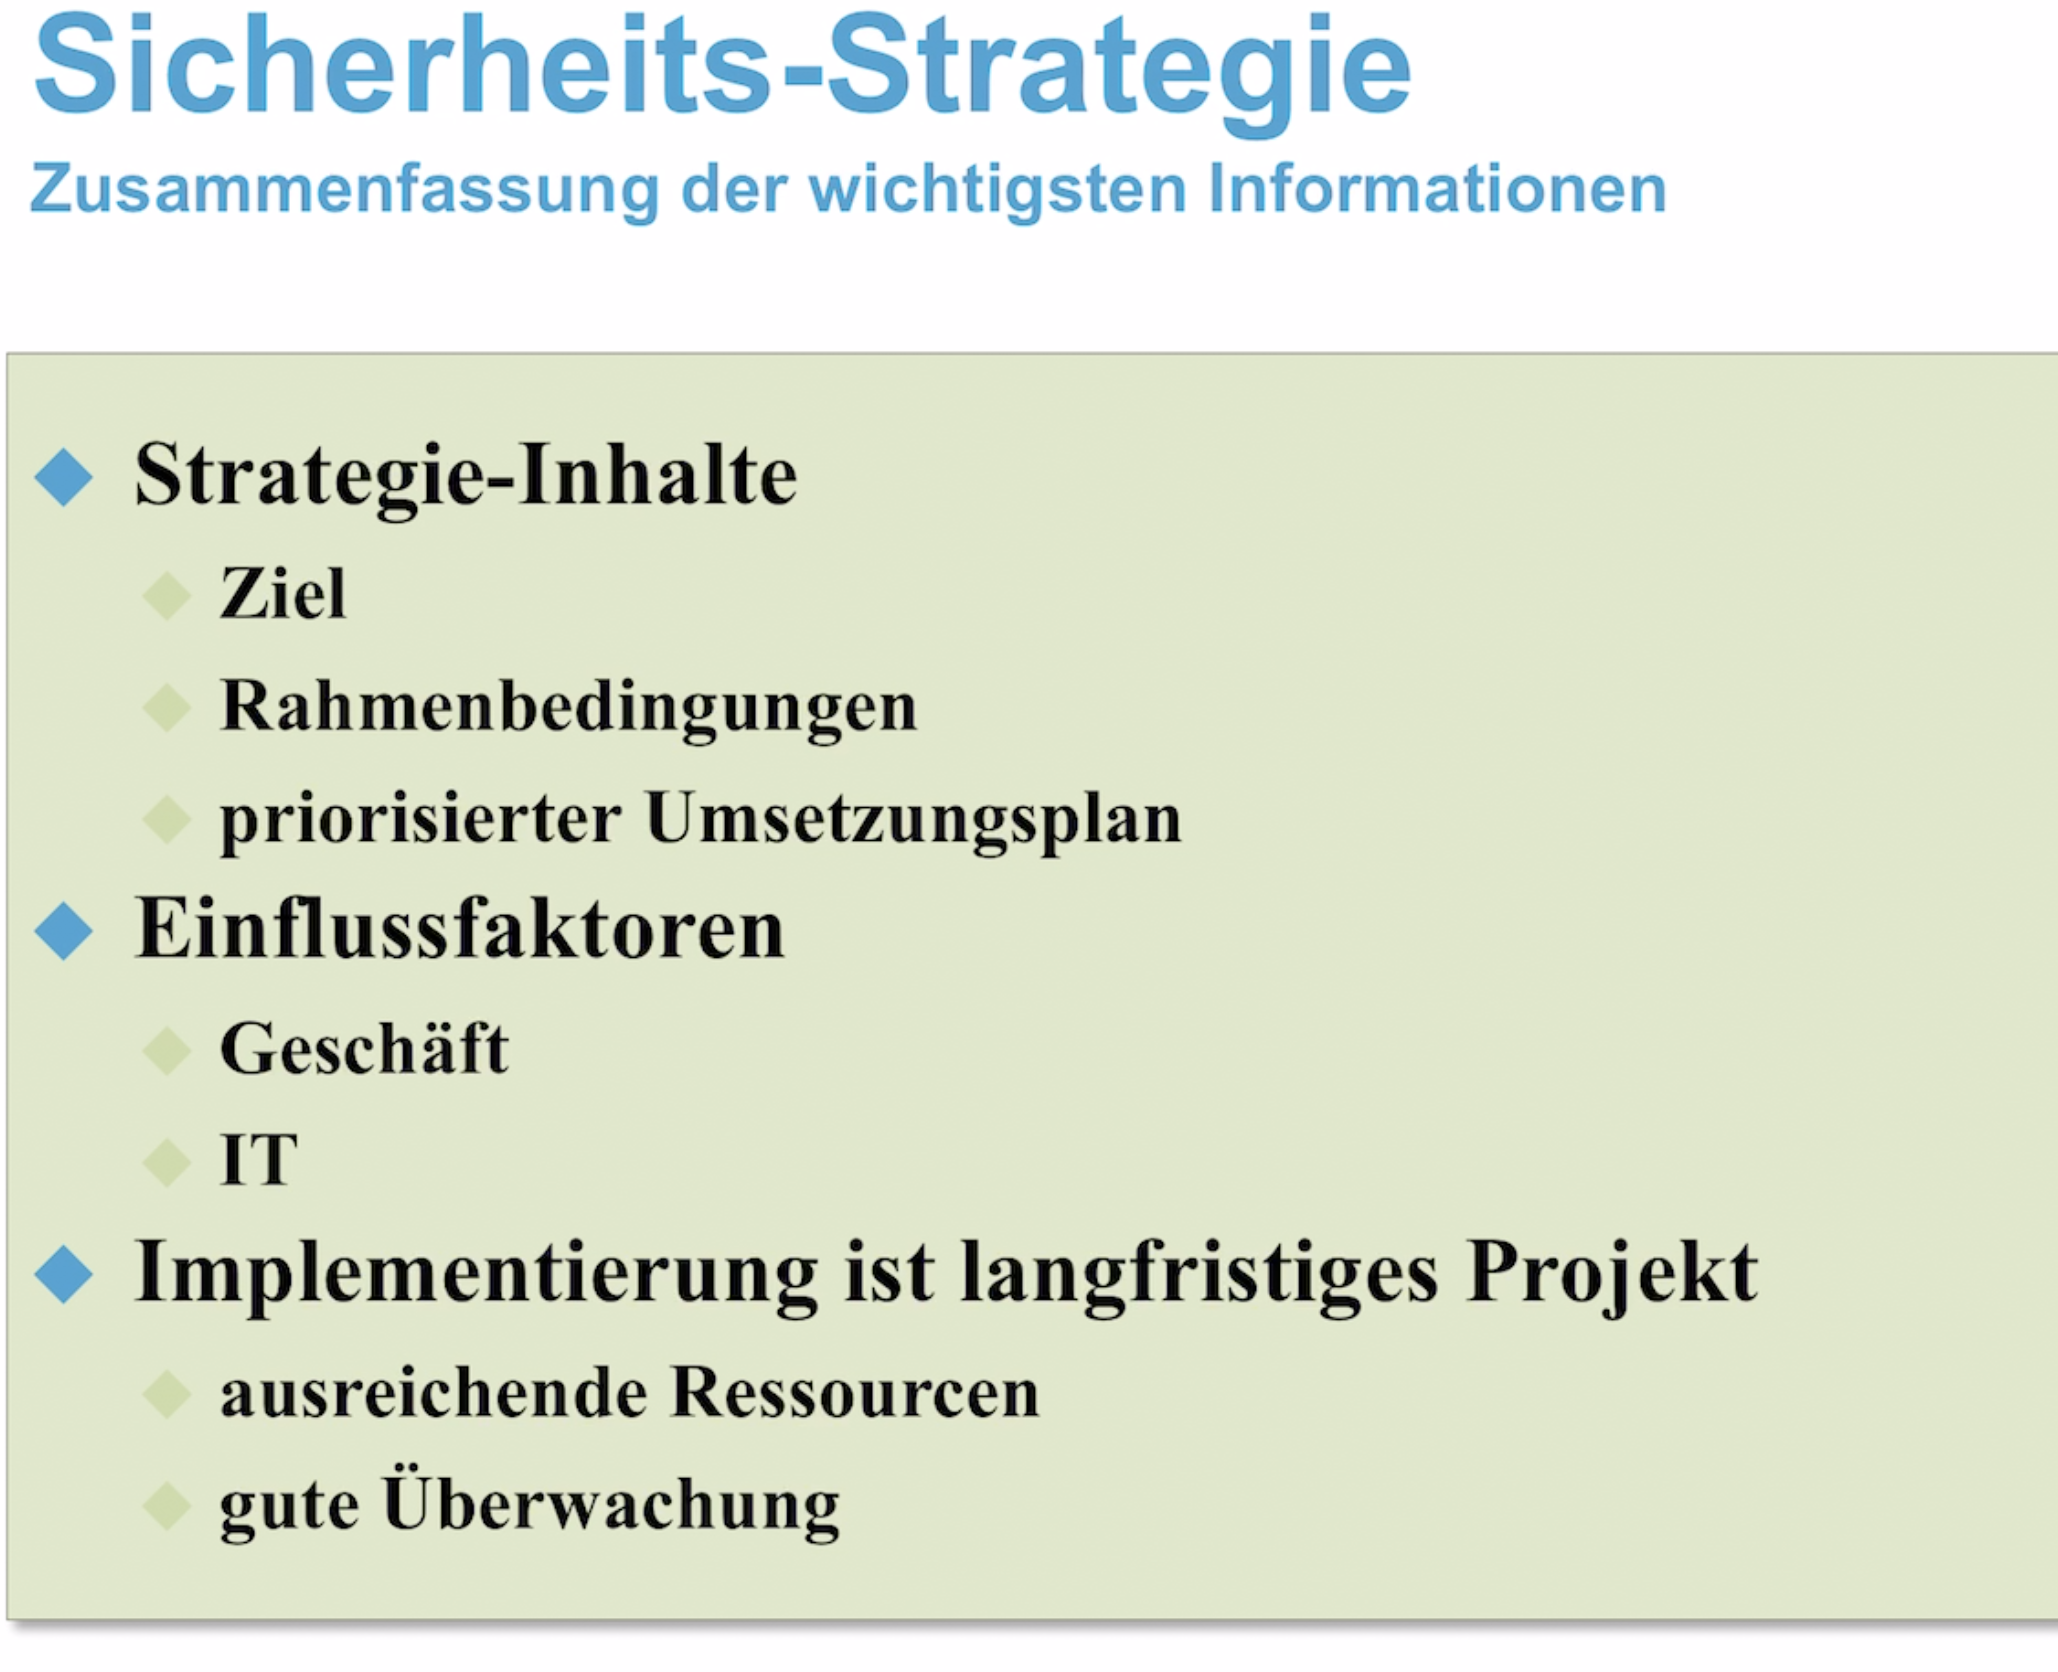 Sicherheits-Strategie
Zusammenfassung der wichtigsten Informationen
Strategie-Inhalte
Ziel
Rahmenbedingungen
priorisierter Umsetzungsplan
Einflussfaktoren
Geschäft
IT
Implementierung ist langfristiges Projekt
ausreichende Ressourcen
gute Überwachung